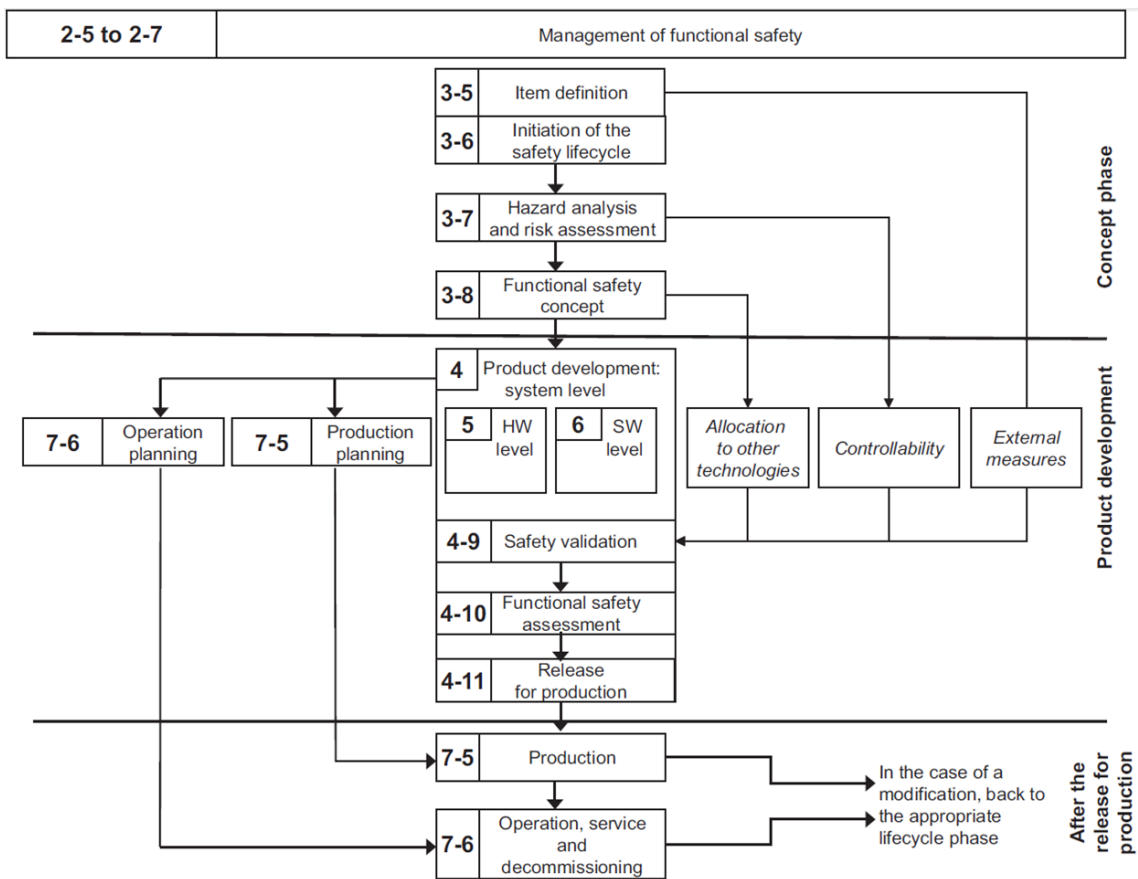 2-5 to 2-7
Management of functional safety
3-5
Item definition
3-6
Initiation of the
safety lifecycle
3-7
Hazard analysis
and risk assessment
3-8
Functional safety
concept
Concept phase
4
Product development:
system level
5
HW
level
6
SW
level
7-6
Operation
planning
7-5
Production
planning
Allocation
to other
technologies
Controllability
External
measures
4-9
Safety validation
4-10
Functional safety
assessment
4-11
Release
for production
Product development
7-5
Production
7-6
Operation, service
and
decommissioning
In the case of a
modification, back to
the appropriate
lifecycle phase
After the
release for
production